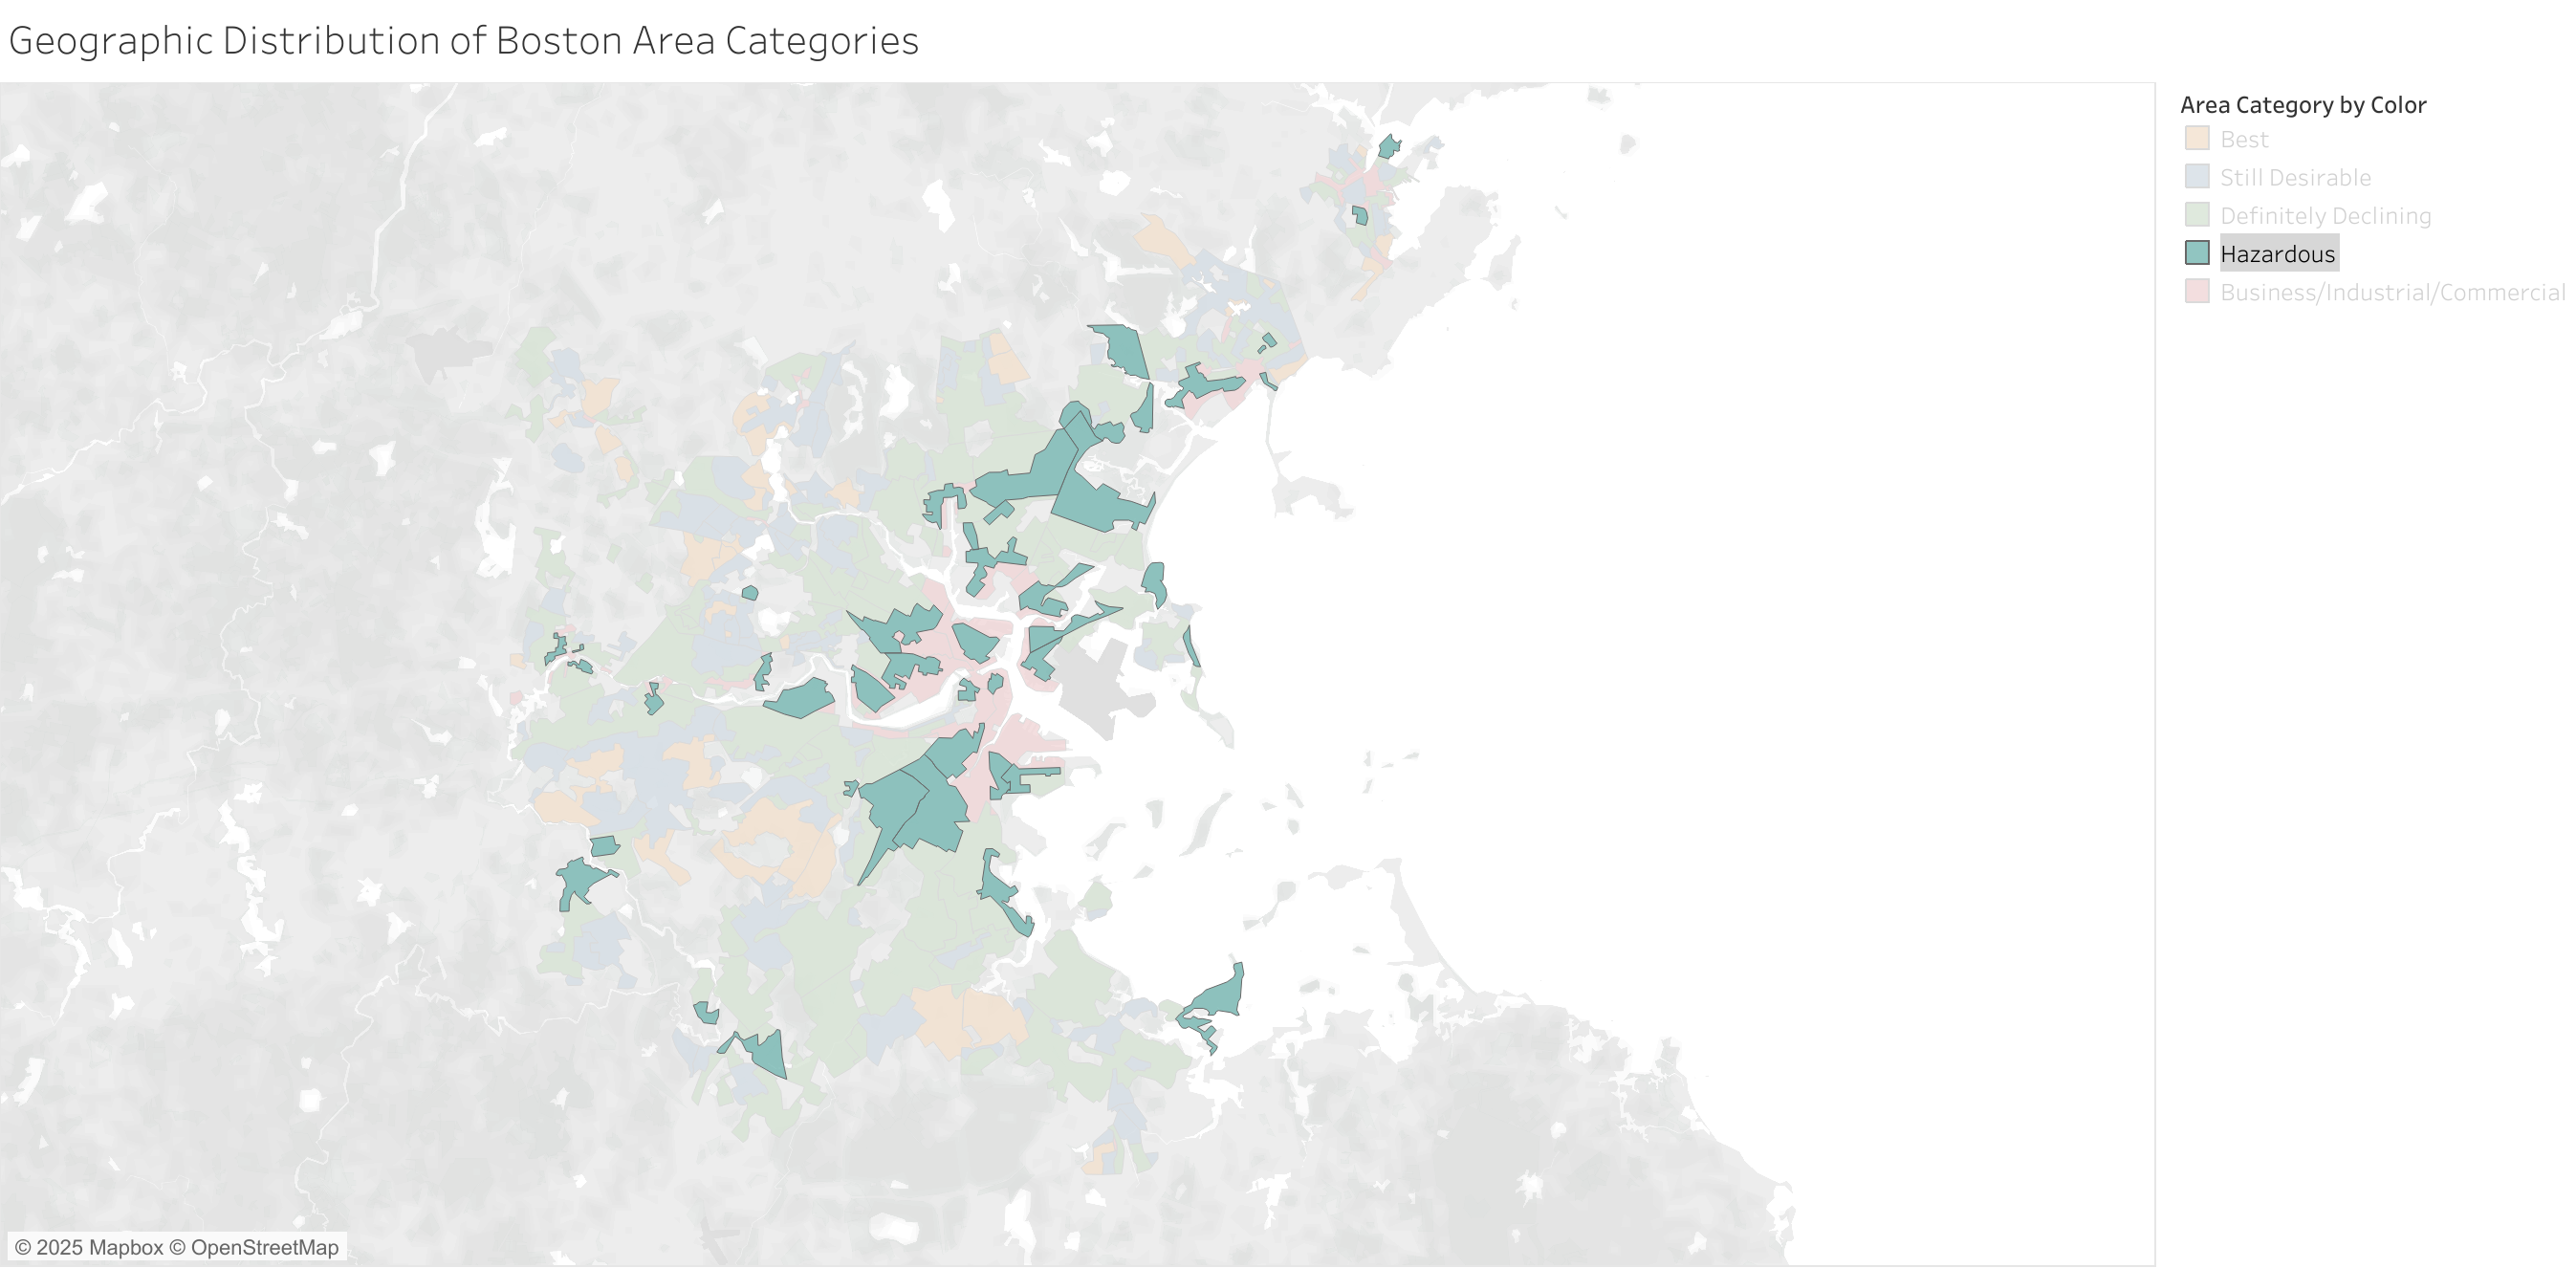 Geographic Distribution of Boston Area Categories
Area Category by Color
Best
Still Desirable
Definitely Declining
Hazardous
Business/Industrial/Commercial
© 2025 Mapbox © OpenStreetMap